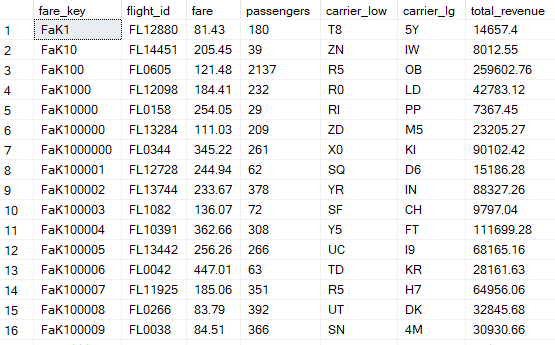 fare_key flight_id fare passengers carrier_low carrier_lg total_revenue
1 FaK1 FL12880 81.43 180 T8 5Y 14657.4
2 FaK10 FL14451 205.45 39 ZN IW 8012.55
3 FaK100 FL0605 121.48 2137 R5 OB 259602.76
4 FaK1000 FL12098 184.41 232 R0 LD 42783.12
5 FaK10000 FL0158 254.05 29 RI PP 7367.45
6 FaK100000 FL13284 111.03 209 ZD M5 23205.27
7 FaK1000000 FL0344 345.22 261 X0 KI 90102.42
8 FaK100001 FL12728 244.94 62 SQ D6 15186.28
9 FaK100002 FL13744 233.67 378 YR IN 88327.26
10 FaK100003 FL1082 136.07 72 SF CH 9797.04
11 FaK100004 FL10391 362.66 308 Y5 FT 111699.28
12 FaK100005 FL13442 256.26 266 UC I9 68165.16
13 FaK100006 FL0042 447.01 63 TD KR 28161.63
14 FaK100007 FL11925 185.06 351 R5 H7 64956.06
15 FaK100008 FL0266 83.79 392 UT DK 32845.68
16 FaK100009 FL0038 84.51 366 SN 4M 30930.66